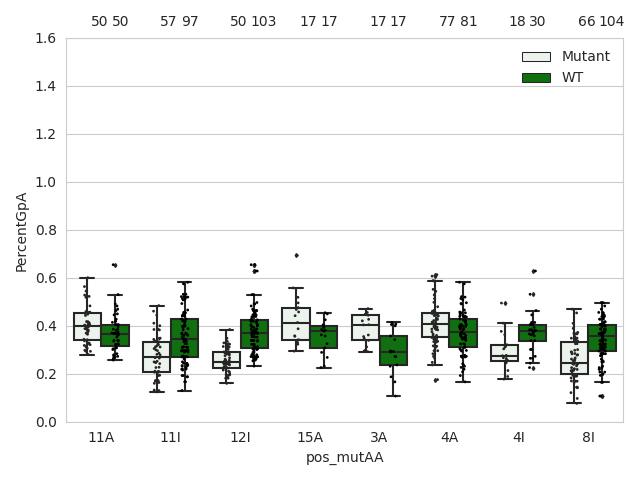 50 50 57 97 50 103 17 17 17 17 77 81 18 30 66 104
1.6
1.4
1.2
1.0
0.8
0.6
0.4
0.2
0.0
PercentGpA
Mutant
WT
11A 11I 12I 15A 3A 4A 4I 8I
pos_mutAA